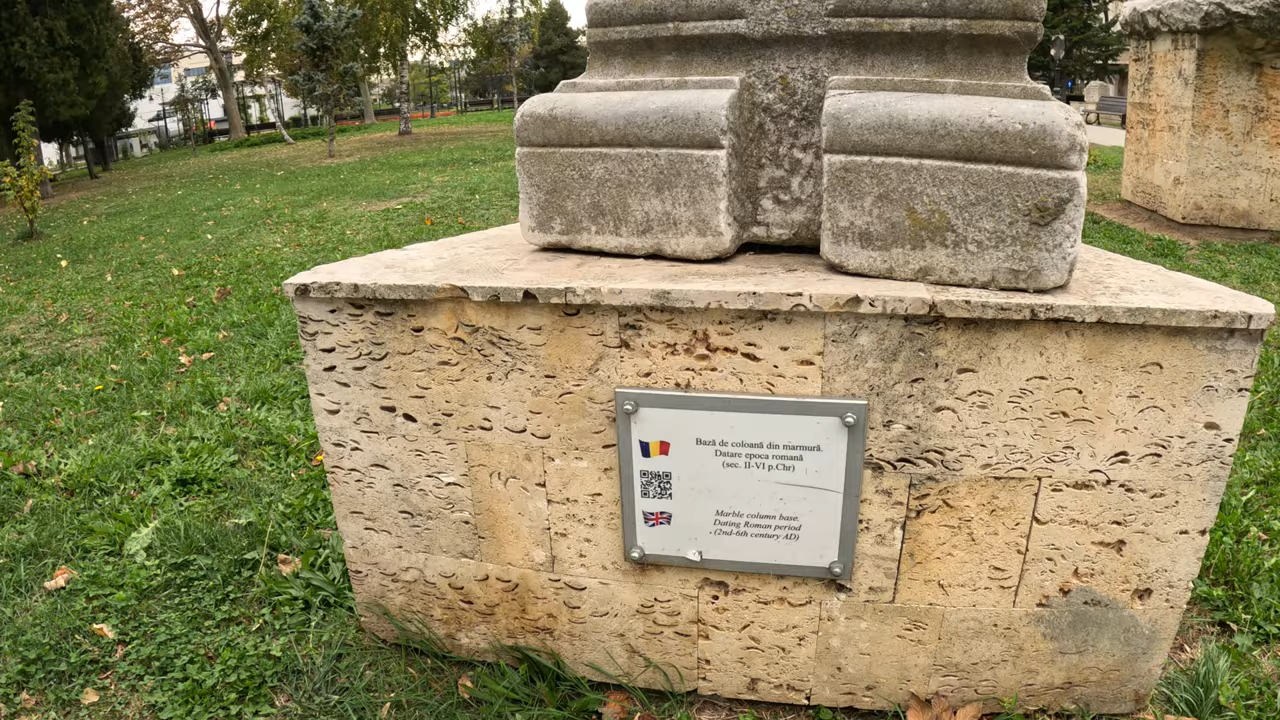 Bază de coloană din marmură.
Datare epoca romană
(sec. II-VI p.Chr)
Marble column base.
Dating Roman period
(2nd-6th century AD)